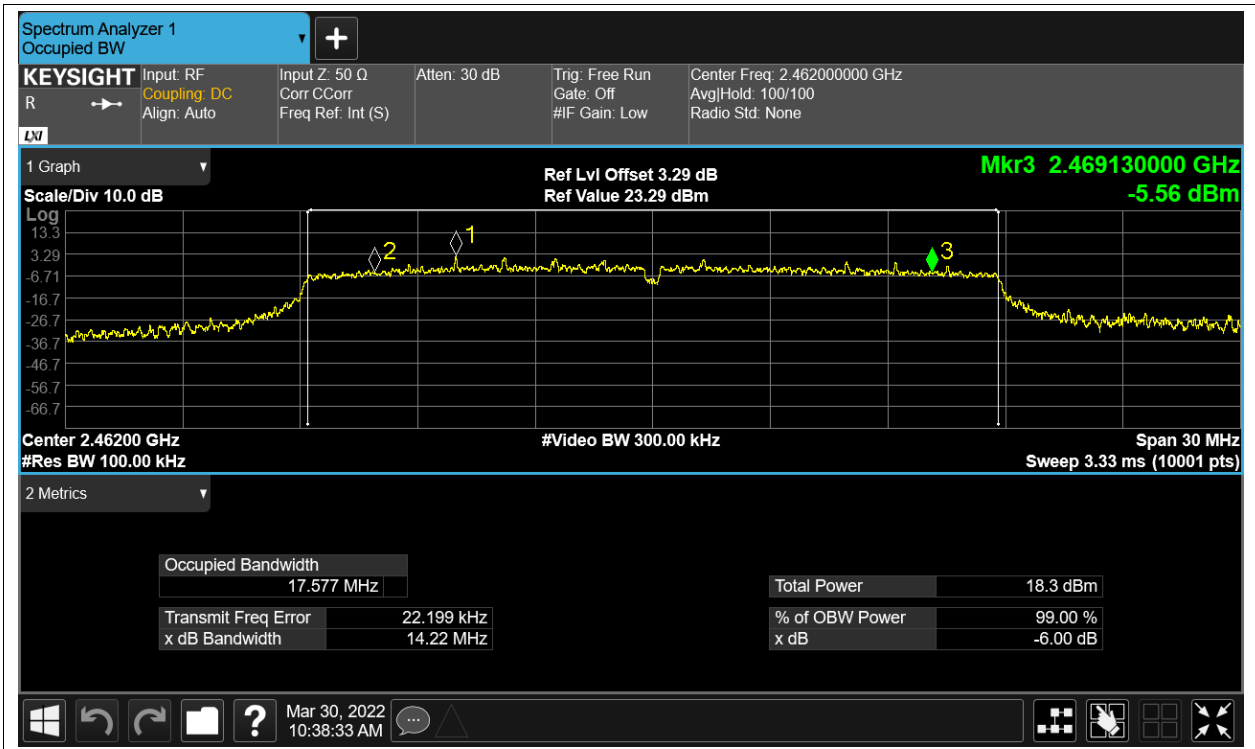 Spectrum Analyzer 1
Occupied BW
+
KEYSIGHT
R
LXI
Input: RF
Coupling: DC
Align: Auto
Input Z: 50 Ω
Corr CCorr
Freq Ref: Int (S)
Atten: 30 dB
Trig: Free Run
Gate: Off
#IF Gain: Low
Center Freq: 2.462000000 GHz
Avg|Hold: 100/100
Radio Std: None
1 Graph
Scale/Div 10.0 dB
Ref Lvl Offset 3.29 dB
Ref Value 23.29 dBm
Mkr3 2.469130000 GHz
-5.56 dBm
Log
13.3
3.29
-6.71
-16.7
-26.7
-36.7
-46.7
-56.7
-66.7
2
1
3
Center 2.46200 GHz
#Video BW 300.00 kHz
Span 30 MHz
#Res BW 100.00 kHz
Sweep 3.33 ms (10001 pts)
2 Metrics
Occupied Bandwidth
17.577 MHz
Transmit Freq Error 22.199 kHz
x dB Bandwidth 14.22 MHz
Total Power 18.3 dBm
% of OBW Power 99.00 %
x dB -6.00 dB
?
Mar 30, 2022
10:38:33 AM